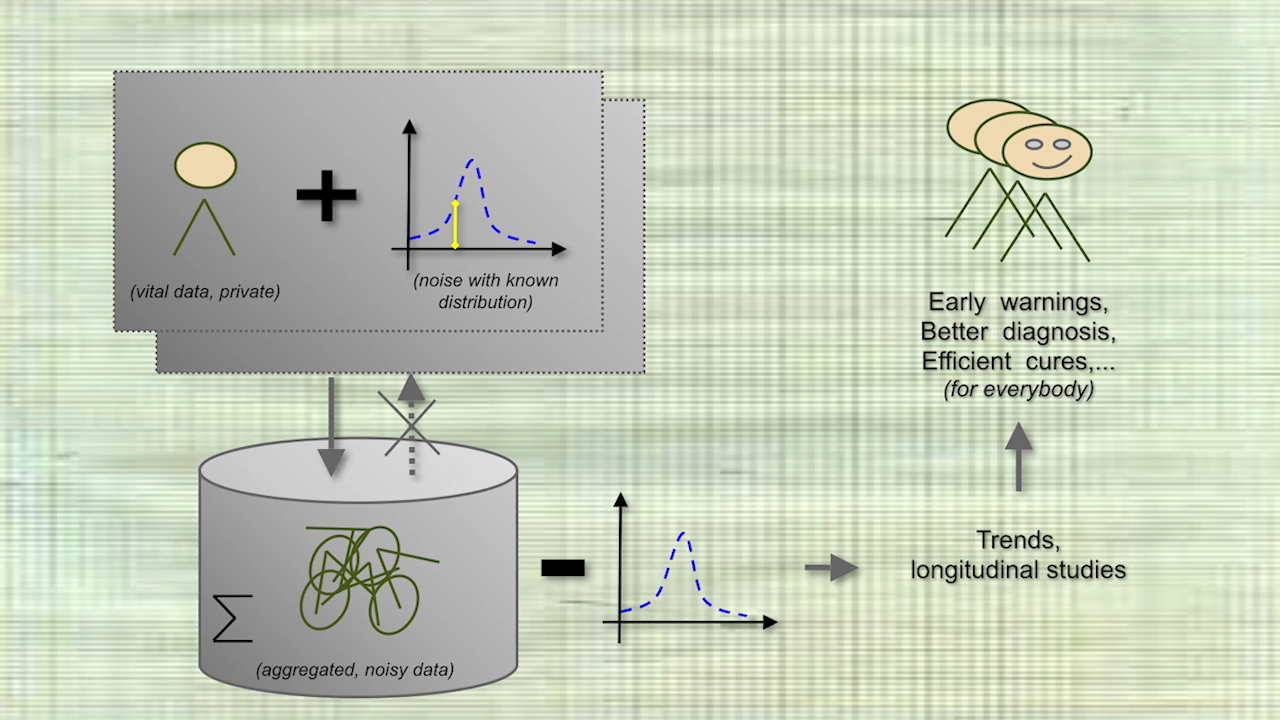 (vital data, private)
(noise with known
distribution)
∑
(aggregated, noisy data)
Trends,
longitudinal studies
Early warnings,
Better diagnosis,
Efficient cures,...
(for everybody)